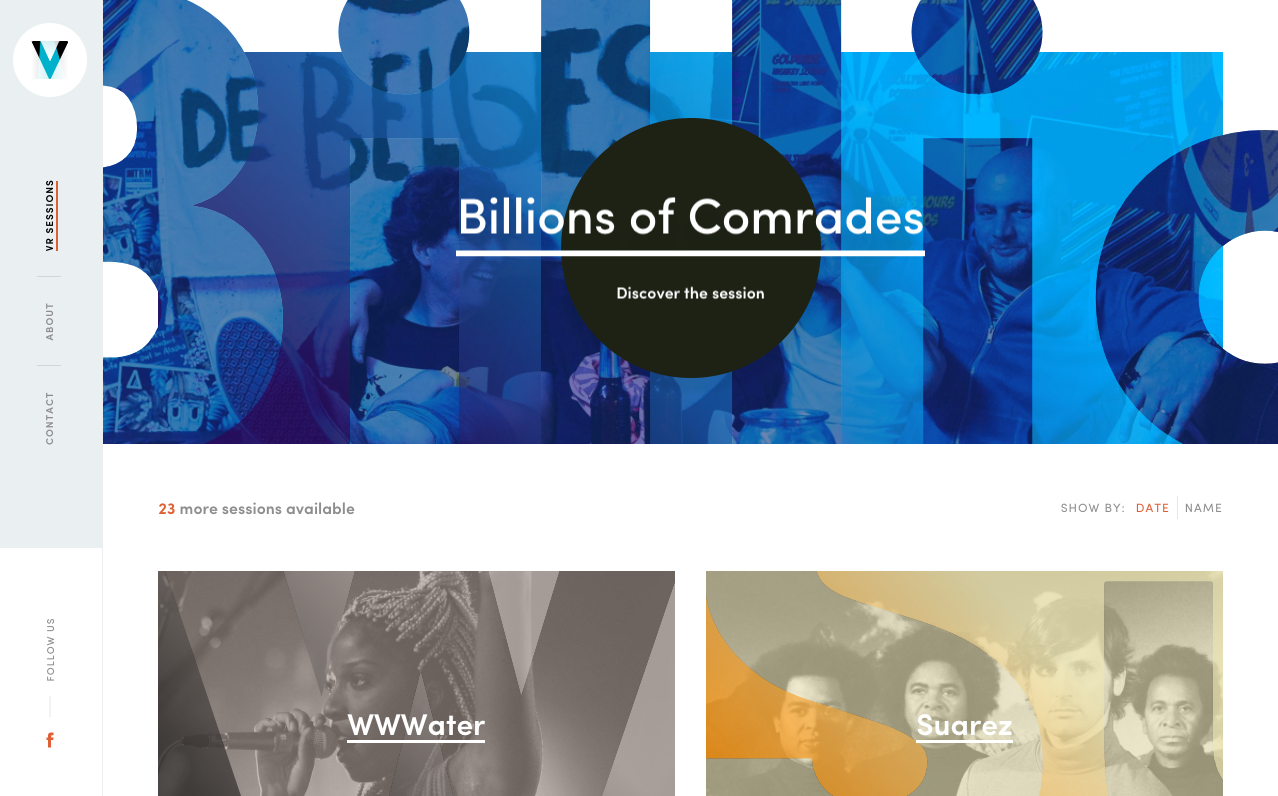 VR SESSIONS
ABOUT
CONTACT
FOLLOW US
DE BELGES
Billions of Comrades
Discover the session
23 more sessions available
SHOW BY: DATE NAME
WWWater
Suarez